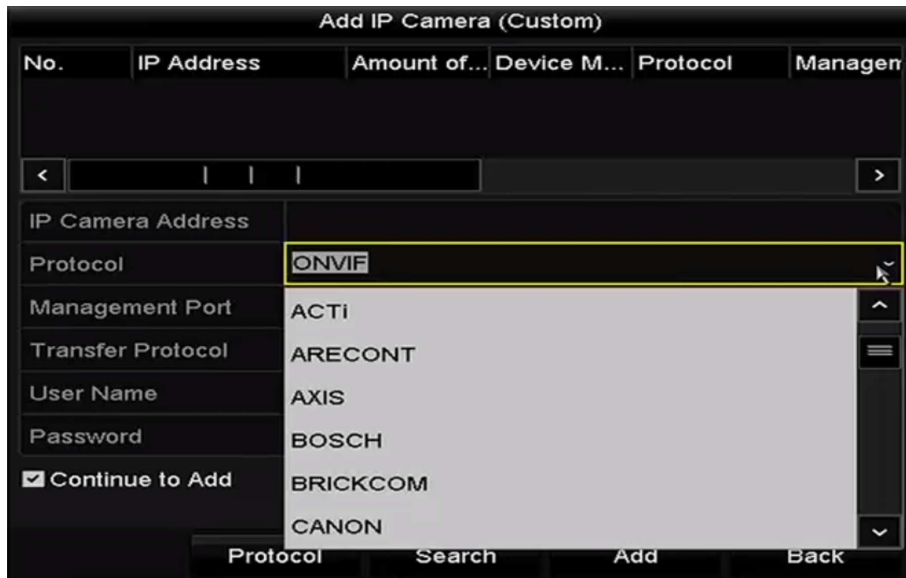 Add IP Camera (Custom)
No. IP Address Amount of... Device M... Protocol Managem
IP Camera Address
Protocol ONVIF
Management Port
ACTi
Transfer Protocol
ARECONT
User Name
AXIS
Password
BOSCH
Continue to Add
BRICKCOM
CANON
Protocol Search Add Back